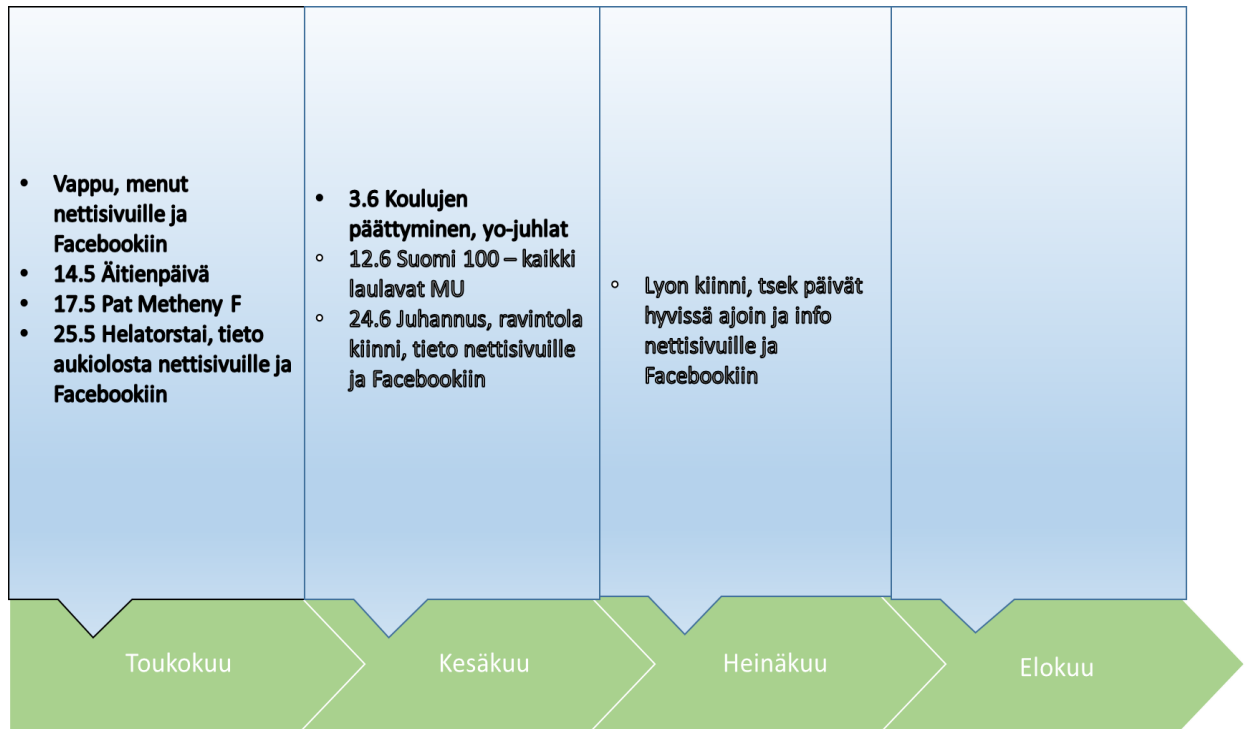 • Vappu, menut
nettisivuille ja
Facebookiin
• 14.5 Äitienpäivä
• 17.5 Pat Metheny F
• 25.5 Helatorstai, tieto
aukiolosta nettisivuille ja
Facebookiin
• 3.6 Koulujen
päättyminen, yo-juhlat
◦ 12.6 Suomi 100 – kaikki
laulavat MU
◦ 24.6 Juhannus, ravintola
kiinni, tieto nettisivuille
ja Facebookiin
◦ Lyon kiinni, tsek päivät
hyvissä ajoin ja info
nettisivuille ja
Facebookiin
Toukokuu
Kesäkuu
Heinäkuu
Elokuu